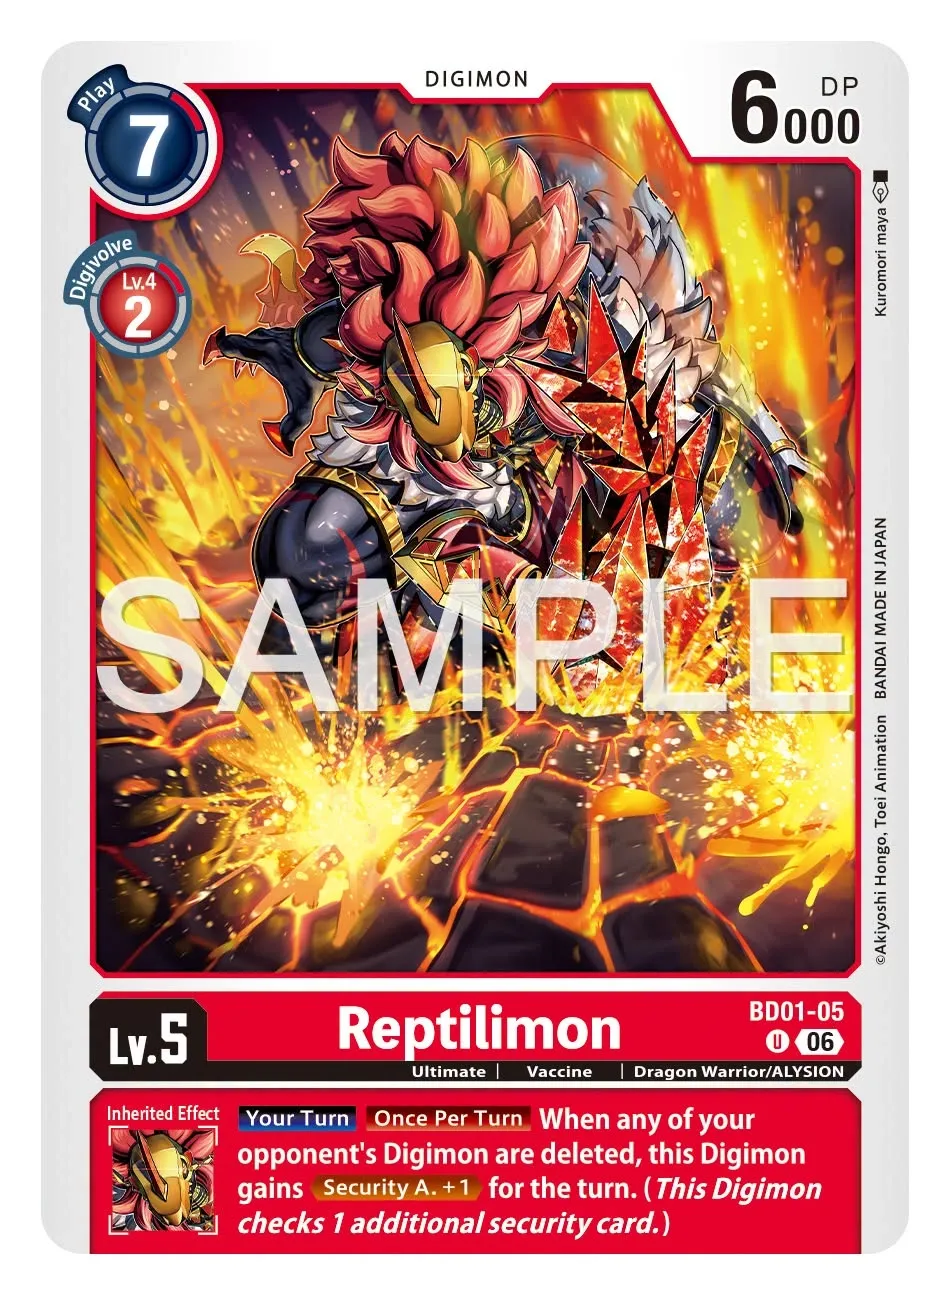 DIGIMON
Play
7
6000
DP
Digivolve
Lv.4
2
Kuromori maya
SAMPLE
©Akiyoshi Hongo, Toei Animation BANDAI MADE IN JAPAN
Lv.5
Reptilimon
BD01-05
U 06
Ultimate | Vaccine | Dragon Warrior/ALYSION
Inherited Effect
Your Turn Once Per Turn When any of your
opponent's Digimon are deleted, this Digimon
gains Security A. +1 for the turn. (This Digimon
checks 1 additional security card.)